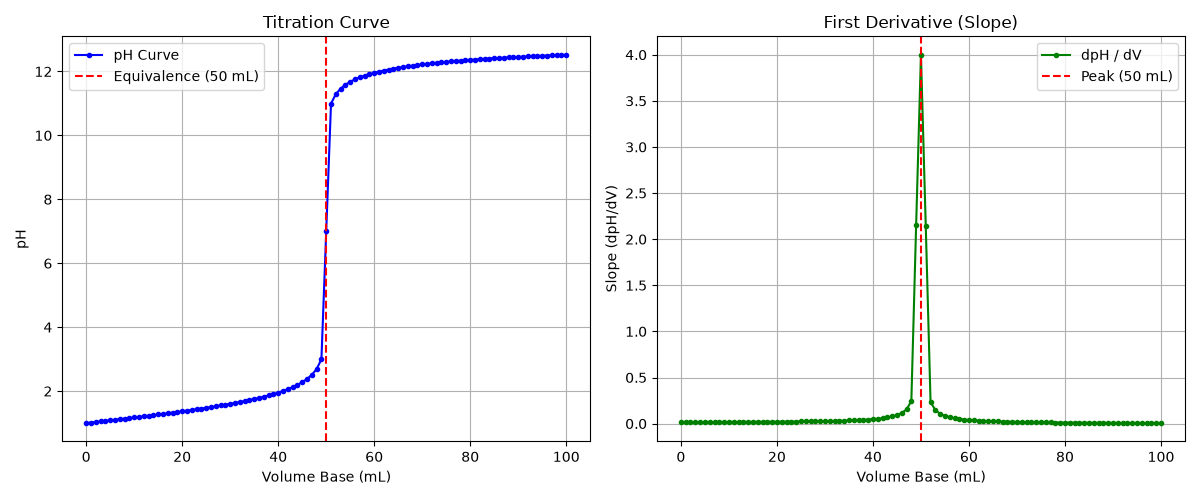 Titration Curve
pH Curve
Equivalence (50 mL)
12
10
8
6
4
2
pH
0
20
40
60
80
100
Volume Base (mL)
First Derivative (Slope)
dpH / dV
Peak (50 mL)
4.0
3.5
3.0
2.5
2.0
1.5
1.0
0.5
0.0
Slope (dpH/dV)
0
20
40
60
80
100
Volume Base (mL)